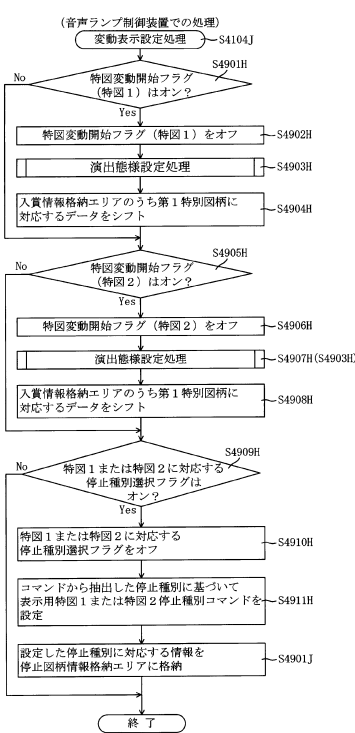 (音声ランプ制御装置での処理)
変動表示設定処理
S4104J
S4901H
No
特図変動開始フラグ
(特図1)はオン?
Yes
特図変動開始フラグ(特図1)をオフ
S4902H
演出態様設定処理
S4903H
入賞情報格納エリアのうち第1特別図柄に
対応するデータをシフト
S4904H
S4905H
No
特図変動開始フラグ
(特図2)はオン?
Yes
特図変動開始フラグ(特図2)をオフ
S4906H
演出態様設定処理
S4907H(S4903H)
入賞情報格納エリアのうち第1特別図柄に
対応するデータをシフト
S4908H
S4909H
No
特図1または特図2に対応する
停止種別選択フラグは
オン?
Yes
特図1または特図2に対応する
停止種別選択フラグをオフ
S4910H
コマンドから抽出した停止種別に基づいて
表示用特図1または特図2停止種別コマンドを
設定
S4911H
設定した停止種別に対応する情報を
停止図柄情報格納エリアに格納
S4901J
終了